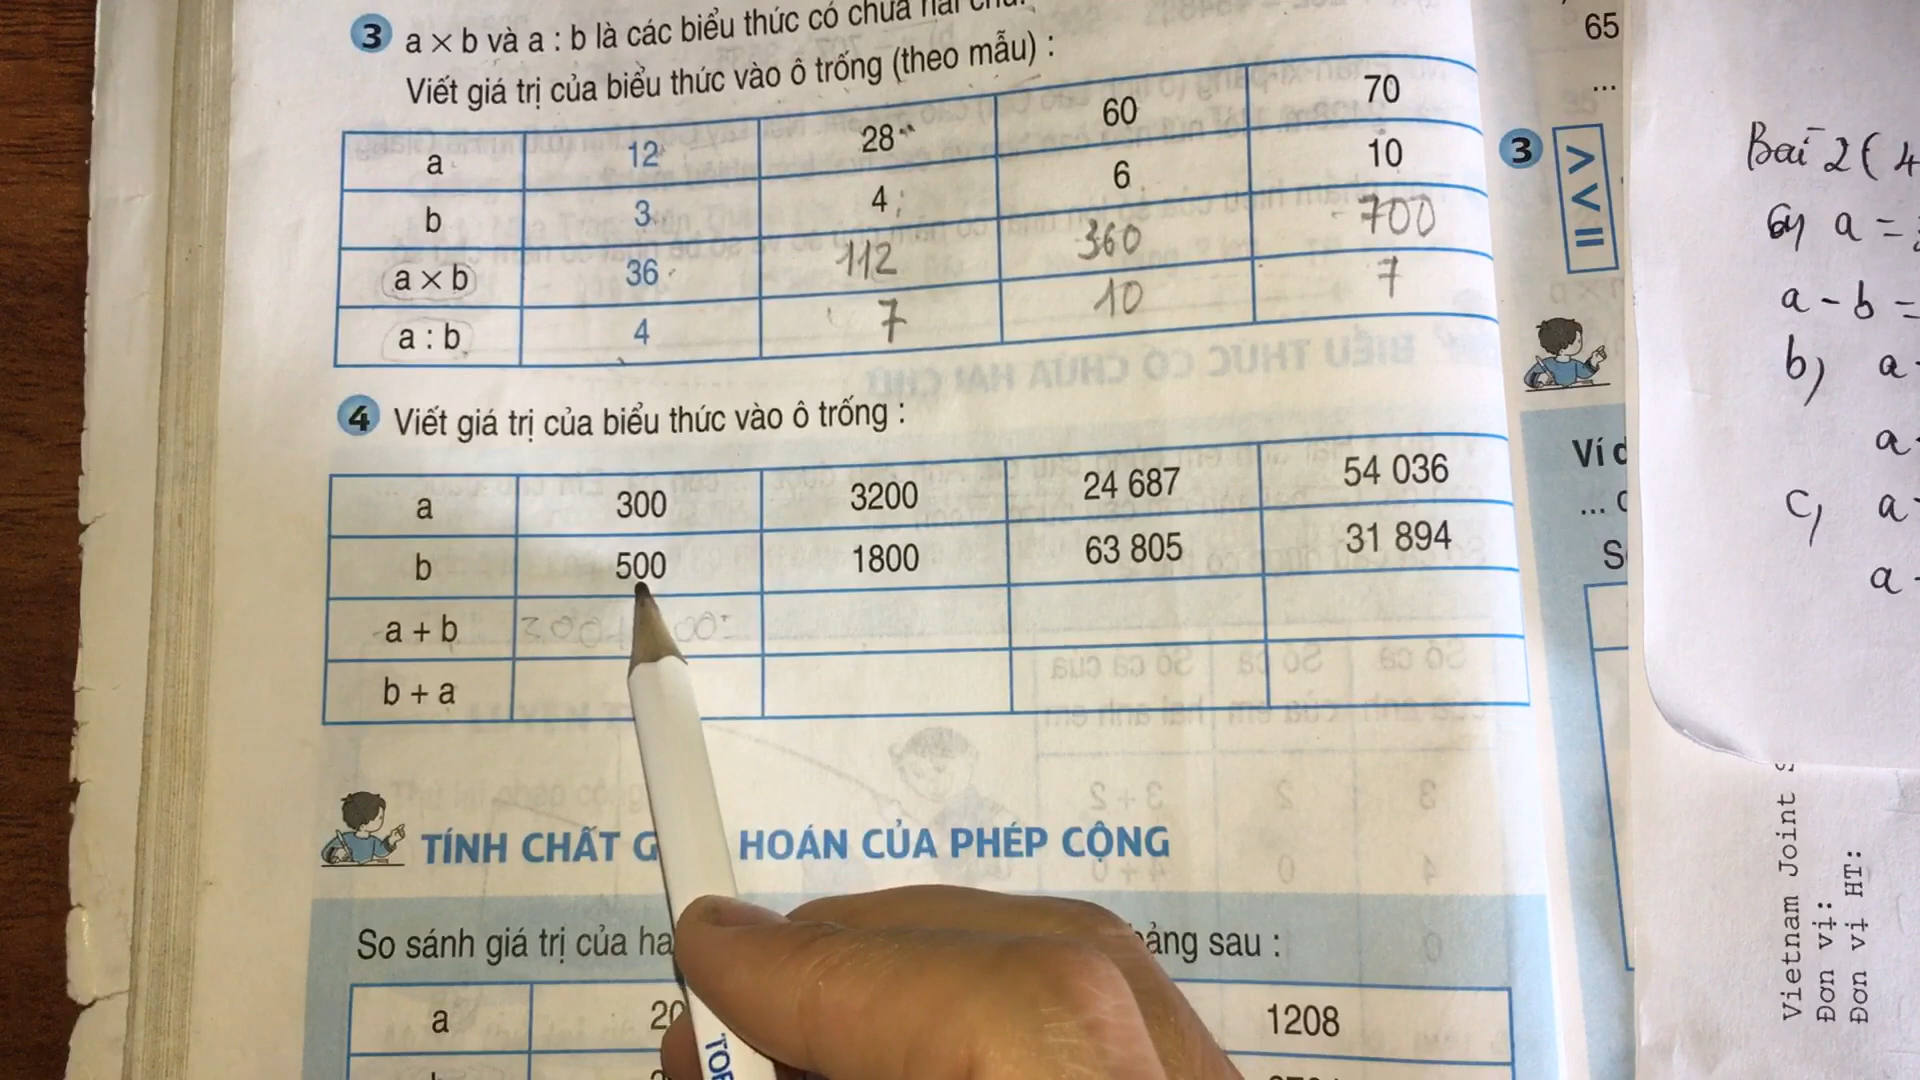 3 a × b và a : b là các biểu thức có chứa hai chữ.
Viết giá trị của biểu thức vào ô trống (theo mẫu) :
a 12 28 60 70
b 3 4 6 10
a × b 36 112 360 700
a : b 4 7 10 7
4 Viết giá trị của biểu thức vào ô trống :
a 300 3200 24 687 54 036
b 500 1800 63 805 31 894
a + b
b + a
TÍNH CHẤT G HOÁN CỦA PHÉP CỘNG
So sánh giá trị của ha bảng sau :
a 20 1208
65
...
3 > < =
Ví d
...
S
Bài 2 ( 4
a =
a - b =
b) a
a
c, a
a -
Vietnam Joint S
Đơn vị:
Đơn vị HT:
TOE